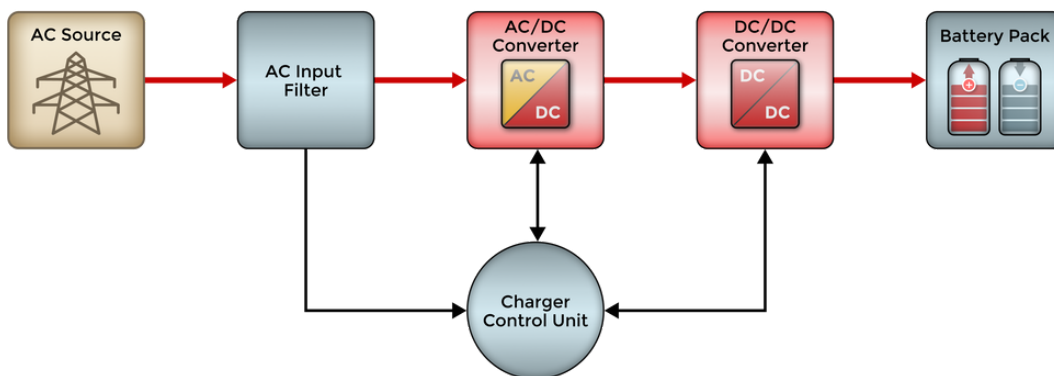 AC Source
AC Input
Filter
AC/DC
Converter
AC
DC
DC/DC
Converter
DC
DC
Battery Pack
+
−
Charger
Control Unit